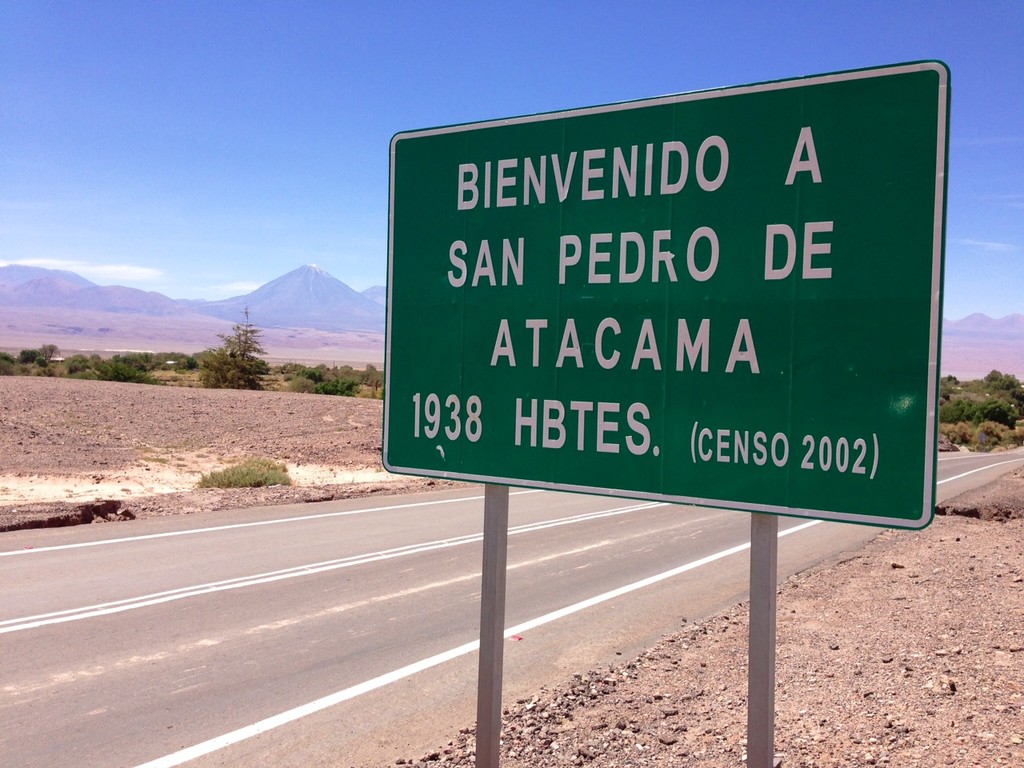 BIENVENIDO A
SAN PEDRO DE
ATACAMA
1938 HBTES. (CENSO 2002)